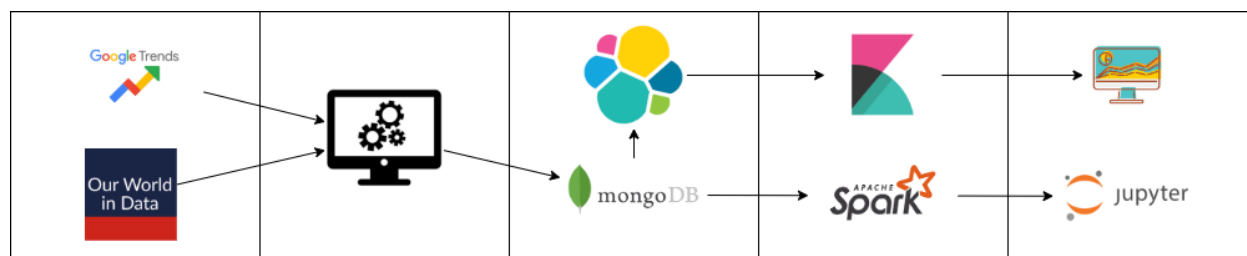 Google Trends
Our World
in Data
mongoDB
APACHE
Spark
jupyter